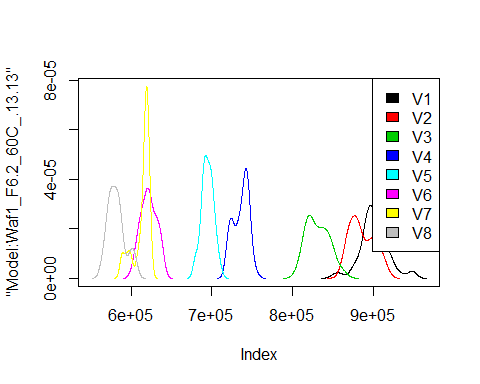 "Model:Waf1_F6.2_60C_.13.13"
8e-05
4e-05
0e+00
6e+05 7e+05 8e+05 9e+05
Index
V1
V2
V3
V4
V5
V6
V7
V8